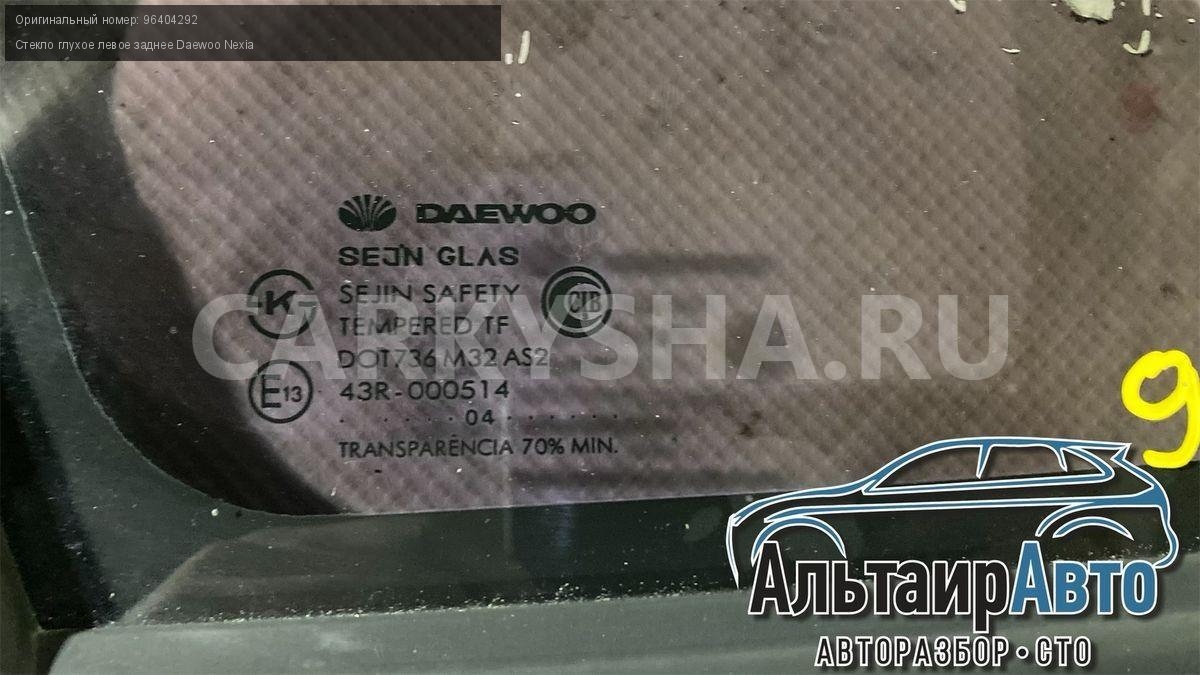 Оригинальный номер: 96404292
Стекло глухое левое заднее Daewoo Nexia
DAEWOO
SEJIN GLAS
SEJIN SAFETY
TEMPERED TF
DOT736 M32 AS2
43R-000514
. . . . . . 04 . . . . . .
TRANSPARÊNCIA 70% MIN.
K
CIB
E13
CARKYSHA.RU
9
АльтаирАвто
АВТОРАЗБОР • СТО